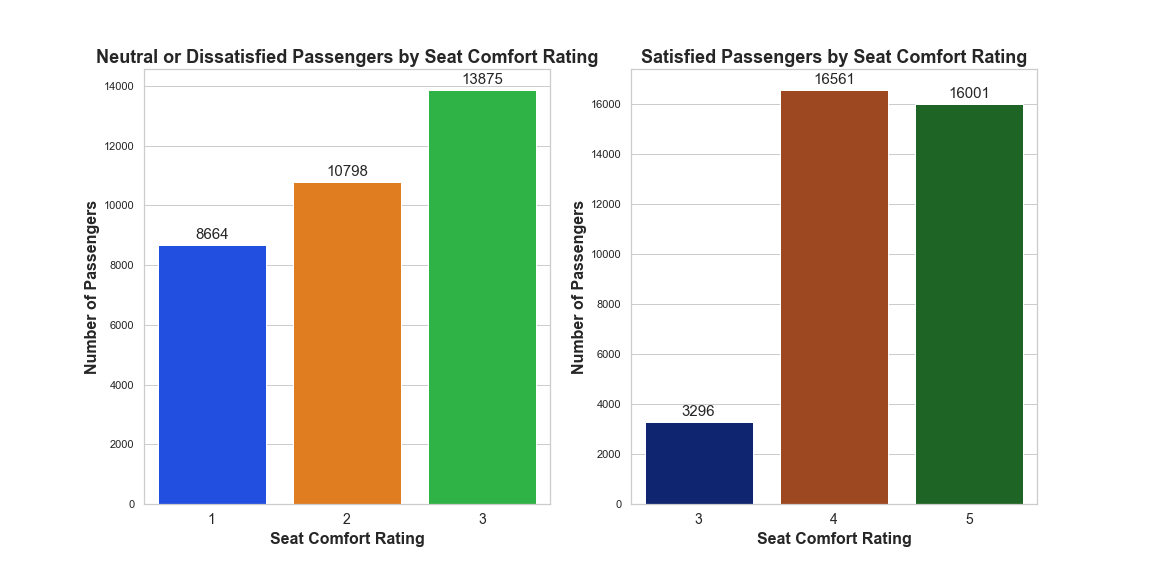 Neutral or Dissatisfied Passengers by Seat Comfort Rating
14000
12000
10000
8000
6000
4000
2000
0
Number of Passengers
8664
10798
13875
1 2 3
Seat Comfort Rating
Satisfied Passengers by Seat Comfort Rating
16000
14000
12000
10000
8000
6000
4000
2000
0
Number of Passengers
3296
16561
16001
3 4 5
Seat Comfort Rating